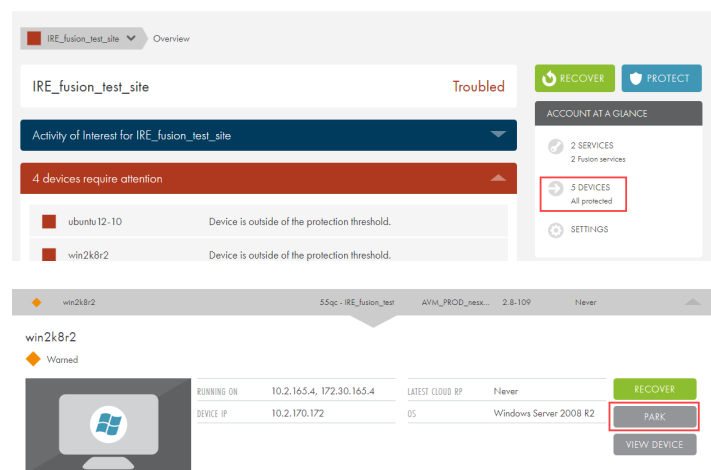 IRE_fusion_test_site Overview
IRE_fusion_test_site Troubled
RECOVER PROTECT
Activity of Interest for IRE_fusion_test_site
4 devices require attention
ubuntu12-10 Device is outside of the protection threshold.
win2k8r2 Device is outside of the protection threshold.
ACCOUNT AT A GLANCE
2 SERVICES
2 Fusion services
5 DEVICES
All protected
SETTINGS
win2k8r2 55qc - IRE_fusion_test AVM_PROD_nesx... 2.8-109 Never
win2k8r2
Warned
RUNNING ON 10.2.165.4, 172.30.165.4 LATEST CLOUD RP Never
DEVICE IP 10.2.170.172 OS Windows Server 2008 R2
RECOVER
PARK
VIEW DEVICE